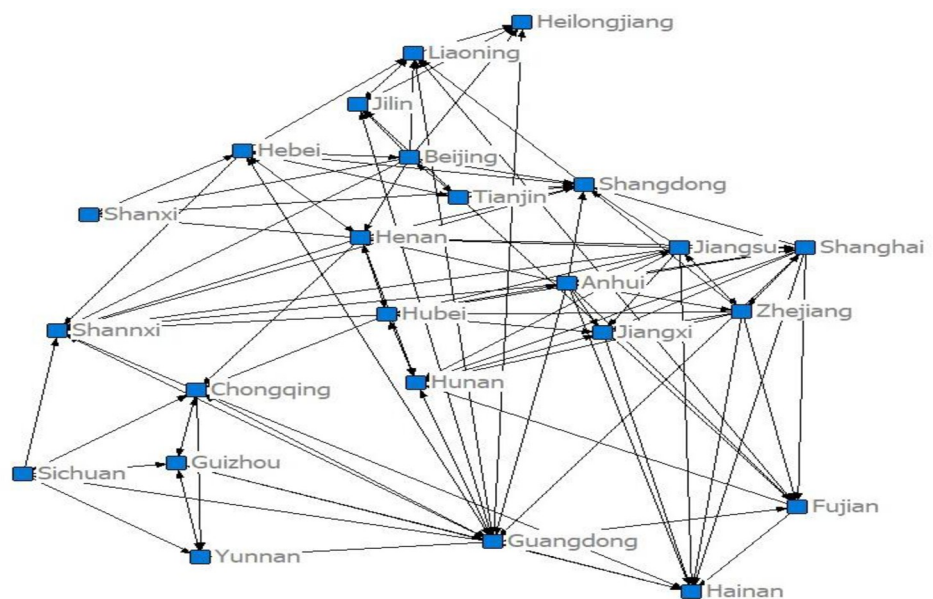 Heilongjiang
Liaoning
Jilin
Hebei
Beijing
Shangdong
Tianjin
Shanxi
Henan
Jiangsu
Shanghai
Anhui
Hubei
Zhejiang
Shannxi
Jiangxi
Hunan
Chongqing
Guizhou
Sichuan
Fujian
Guangdong
Yunnan
Hainan